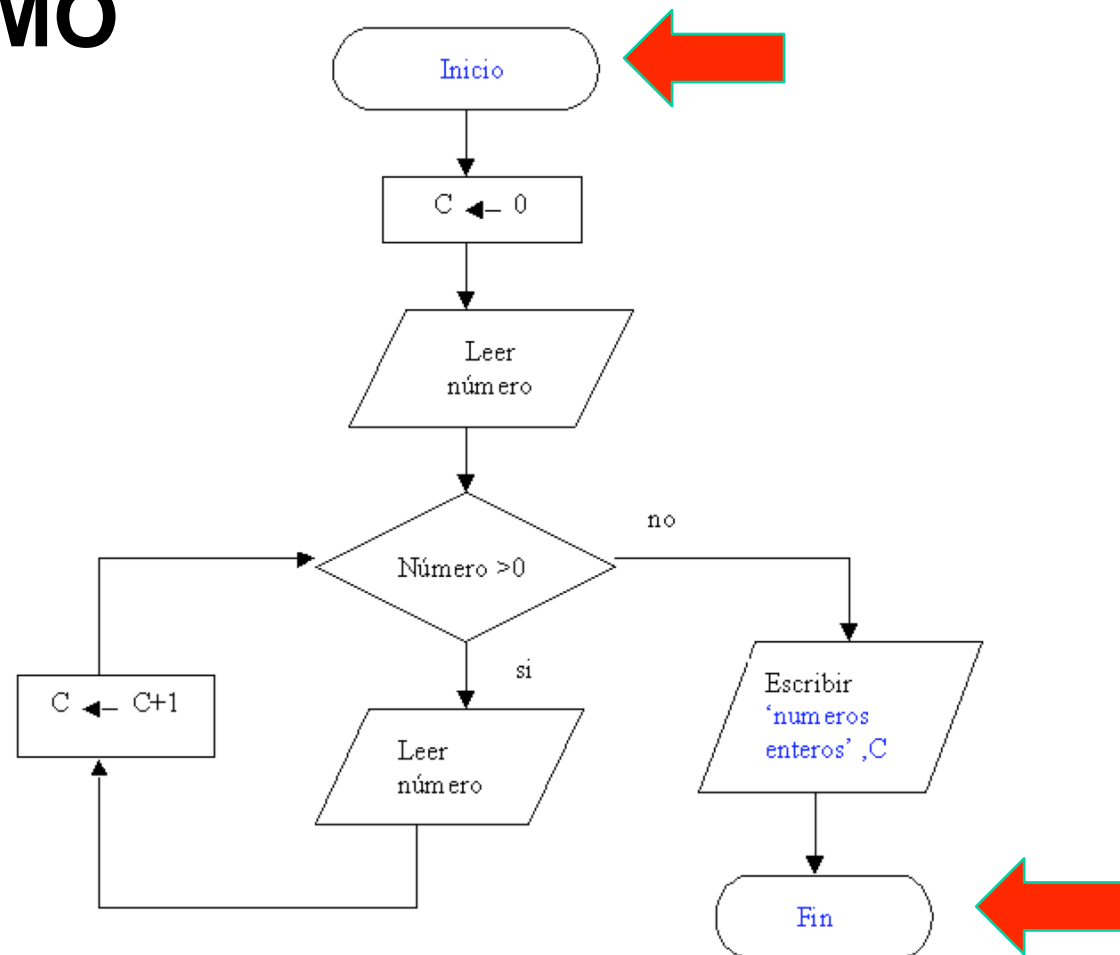 MO
Inicio
C ← 0
Leer
número
Número >0
no
si
C ← C+1
Leer
número
Escribir
‘numeros
enteros’ ,C
Fin